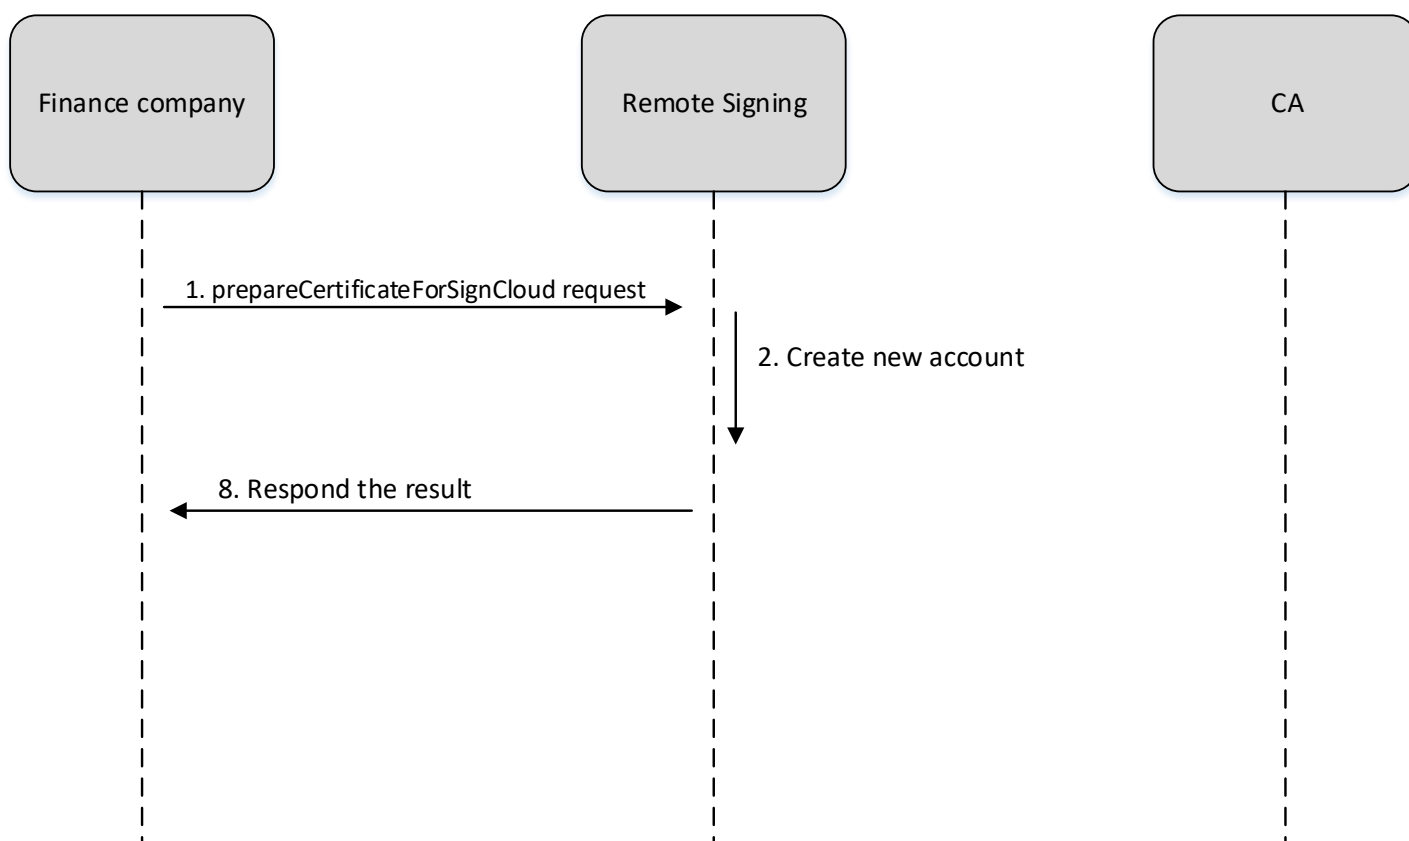 Finance company
Remote Signing
CA
1. prepareCertificateForSignCloud request
2. Create new account
8. Respond the result